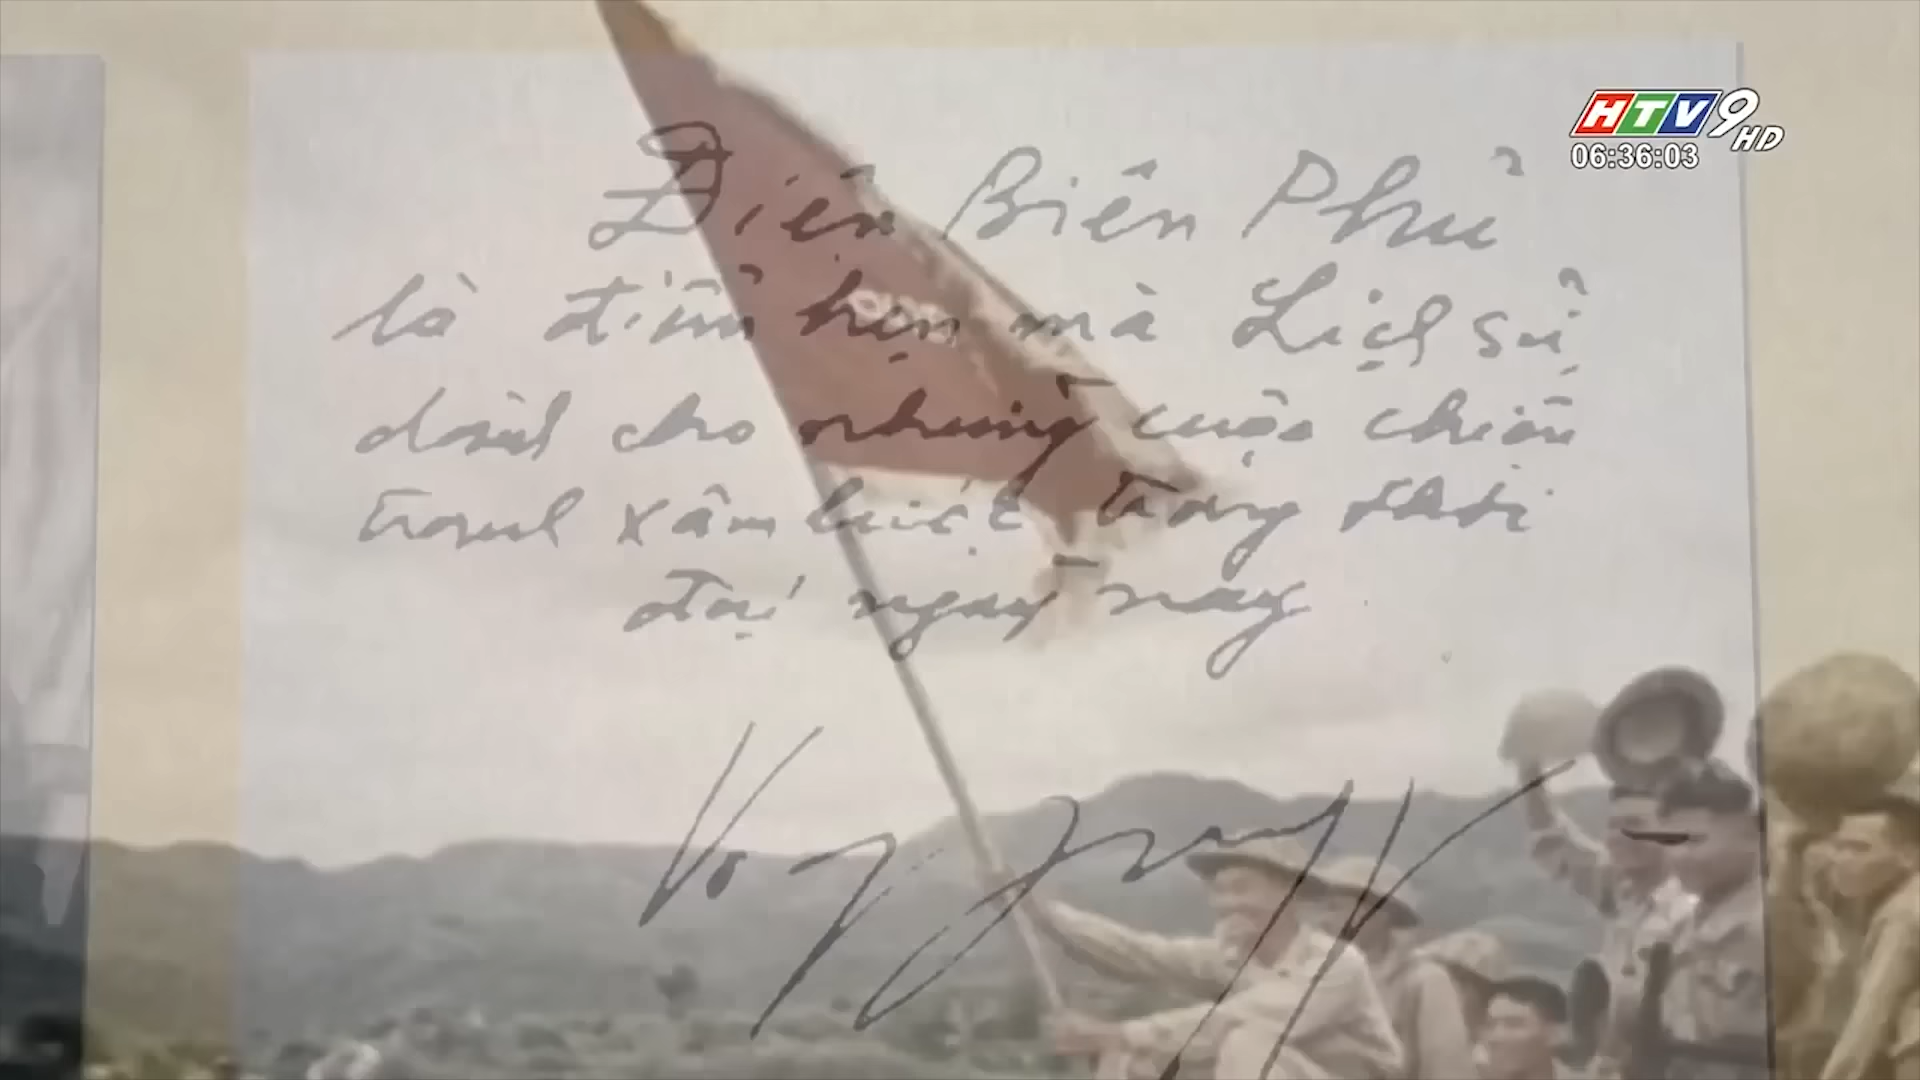 HTV9 HD
06:36:03
Điện Biên Phủ
là điểm hẹn mà Lịch sử
dành cho những cuộc chiến
tranh xâm lược trong thời
đại ngày nay
Võ